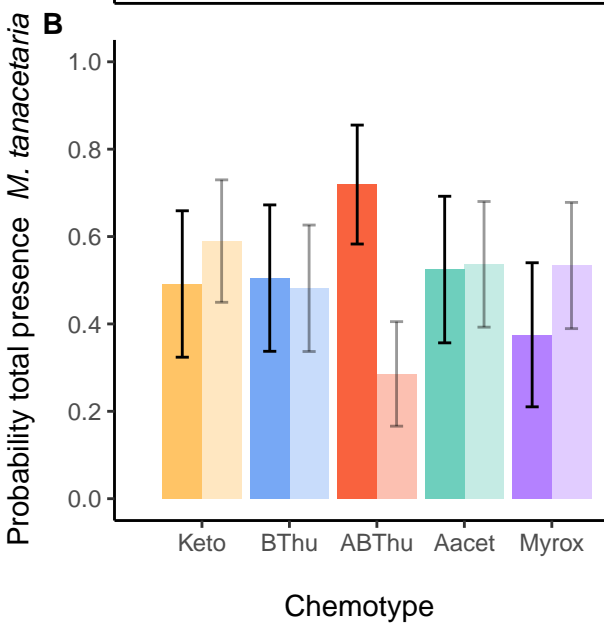 B
Probability total presence M. tanacetaria
1.0
0.8
0.6
0.4
0.2
0.0
Keto BThu ABThu Aacet Myrox
Chemotype